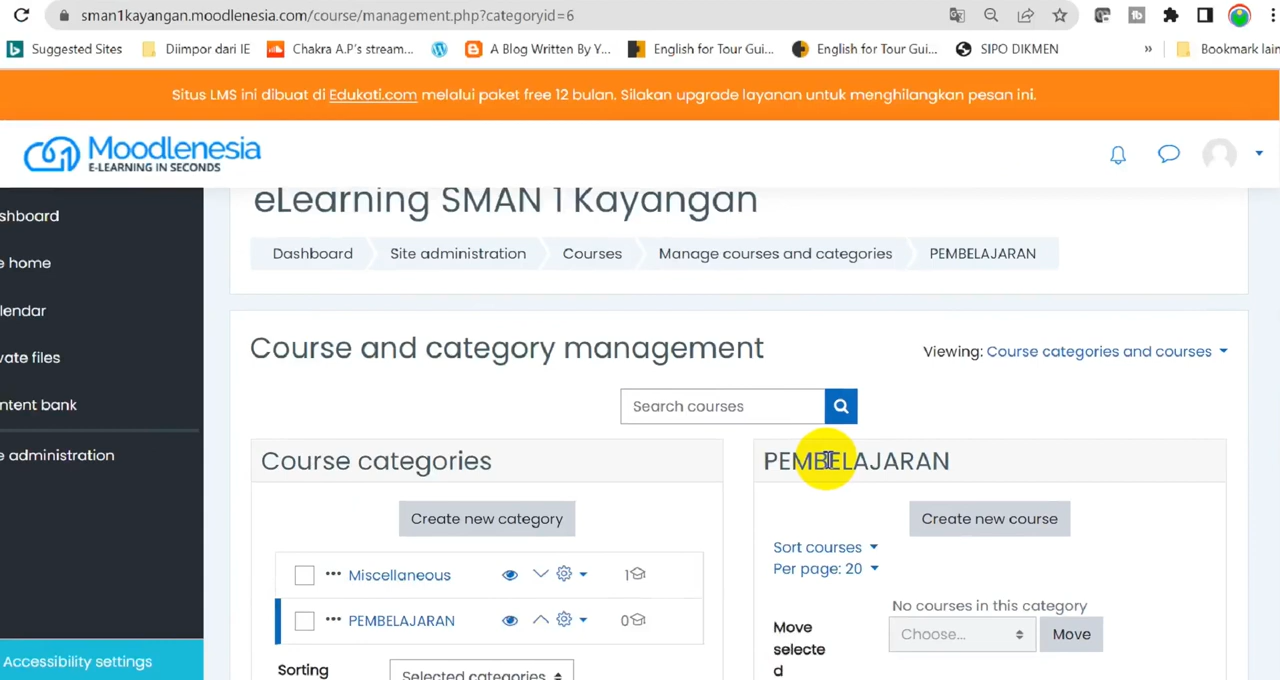 sman1kayangan.moodlenesia.com/course/management.php?categoryid=6
Suggested Sites Diimpor dari IE Chakra A.P's stream... A Blog Written By Y... English for Tour Gui... English for Tour Gui... SIPO DIKMEN » Bookmark lain
Situs LMS ini dibuat di Edukati.com melalui paket free 12 bulan. Silakan upgrade layanan untuk menghilangkan pesan ini.
Moodlenesia
E-LEARNING IN SECONDS
eLearning SMAN 1 Kayangan
shboard
Dashboard Site administration Courses Manage courses and categories PEMBELAJARAN
e home
lendar
vate files
ntent bank
e administration
Accessibility settings
Course and category management
Viewing: Course categories and courses
Search courses
Course categories
Create new category
Miscellaneous 1
PEMBELAJARAN 0
Sorting
Selected categories
PEMBELAJARAN
Create new course
Sort courses
Per page: 20
No courses in this category
Move
selecte
d
Choose...
Move